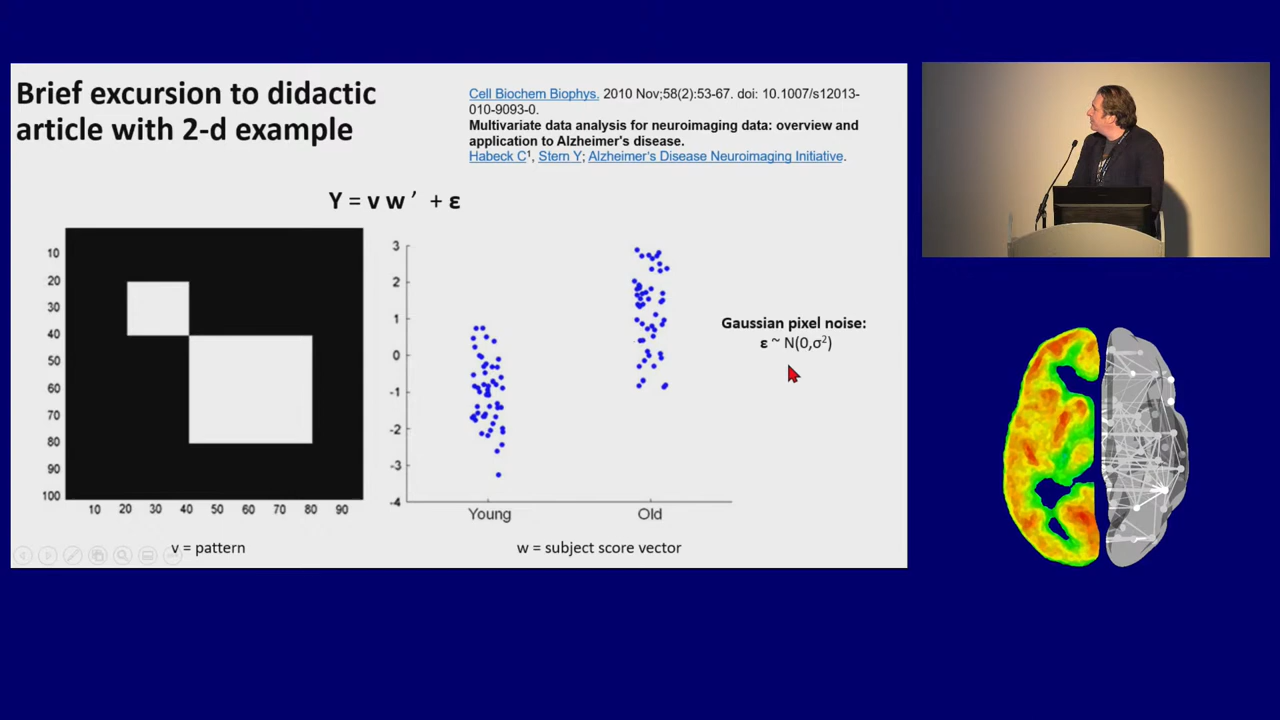 Brief excursion to didactic
article with 2-d example
Cell Biochem Biophys. 2010 Nov;58(2):53-67. doi: 10.1007/s12013-
010-9093-0.
Multivariate data analysis for neuroimaging data: overview and
application to Alzheimer's disease.
Habeck C¹, Stern Y; Alzheimer's Disease Neuroimaging Initiative.
Y = v w ′ + ε
10
20
30
40
50
60
70
80
90
100
10 20 30 40 50 60 70 80 90
v = pattern
3
2
1
0
-1
-2
-3
-4
Young Old
w = subject score vector
Gaussian pixel noise:
ε ~ N(0,σ²)